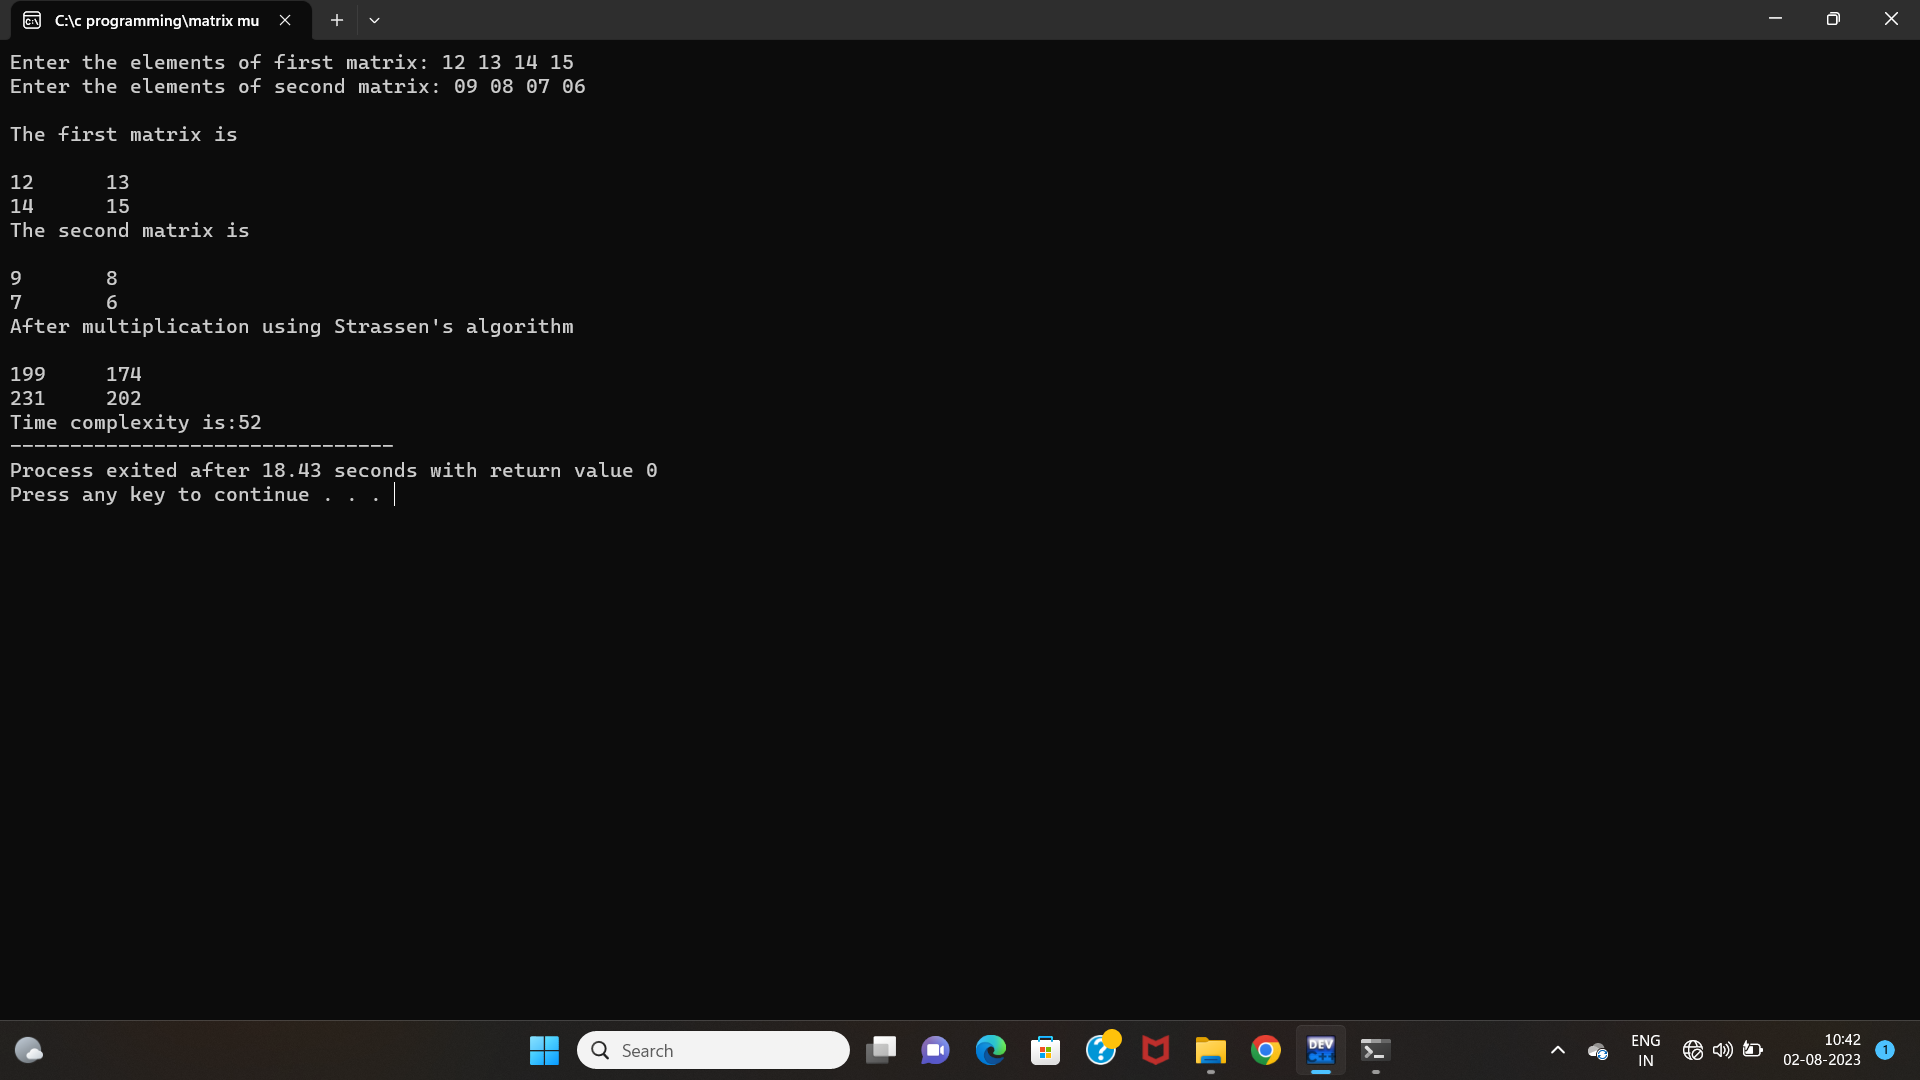 C:\c programming\matrix mu
Enter the elements of first matrix: 12 13 14 15
Enter the elements of second matrix: 09 08 07 06
The first matrix is
12 13
14 15
The second matrix is
9 8
7 6
After multiplication using Strassen's algorithm
199 174
231 202
Time complexity is:52
--------------------------------
Process exited after 18.43 seconds with return value 0
Press any key to continue . . .
Search
DEV
ENG
IN
10:42
02-08-2023
1